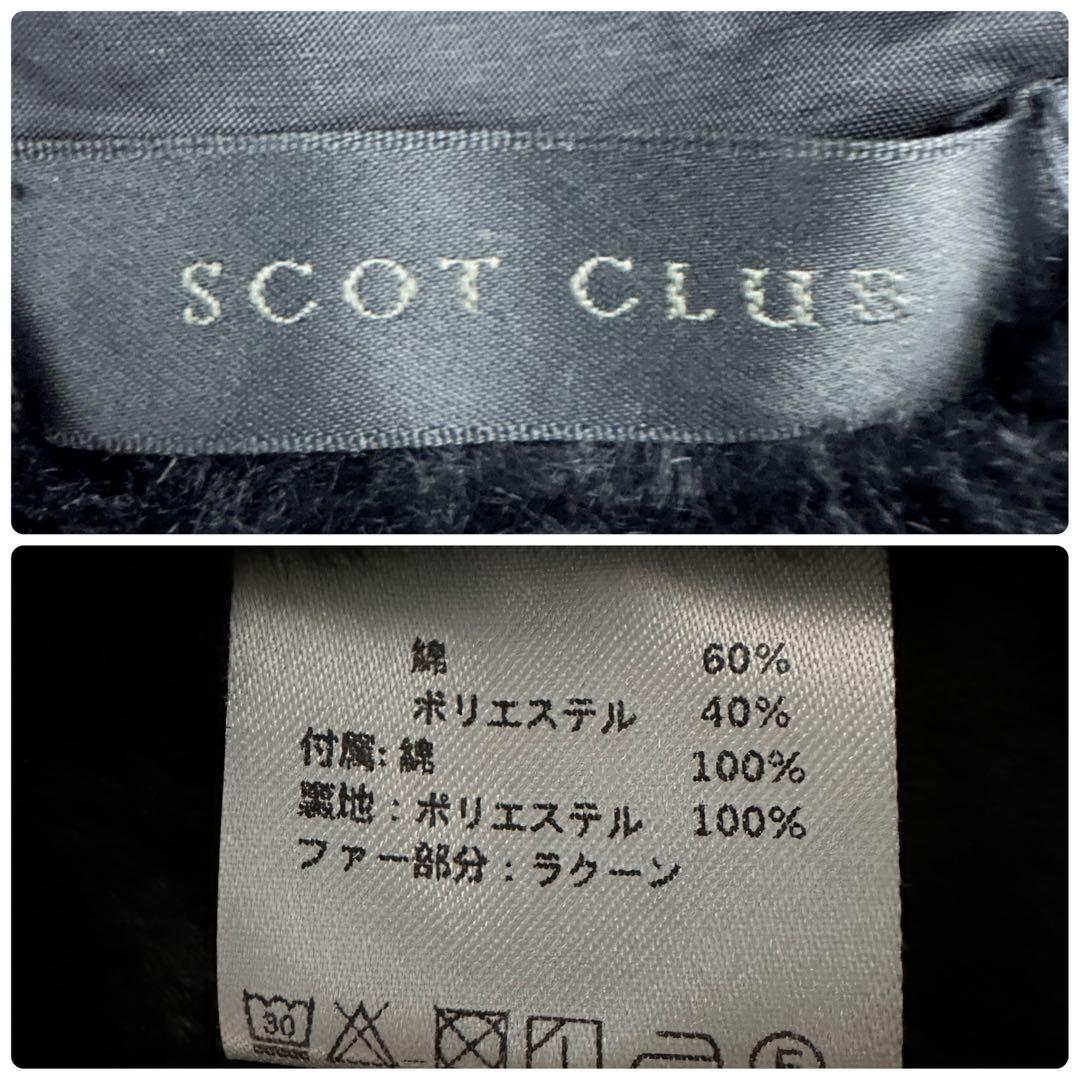 SCOT CLUB
綿 60%
ポリエステル 40%
付属: 綿 100%
裏地: ポリエステル 100%
ファー部分: ラクーン
30
F